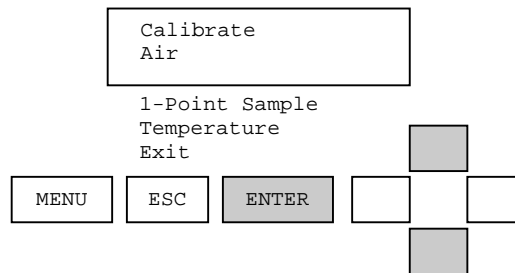 Calibrate
Air
1-Point Sample
Temperature
Exit
MENU ESC ENTER